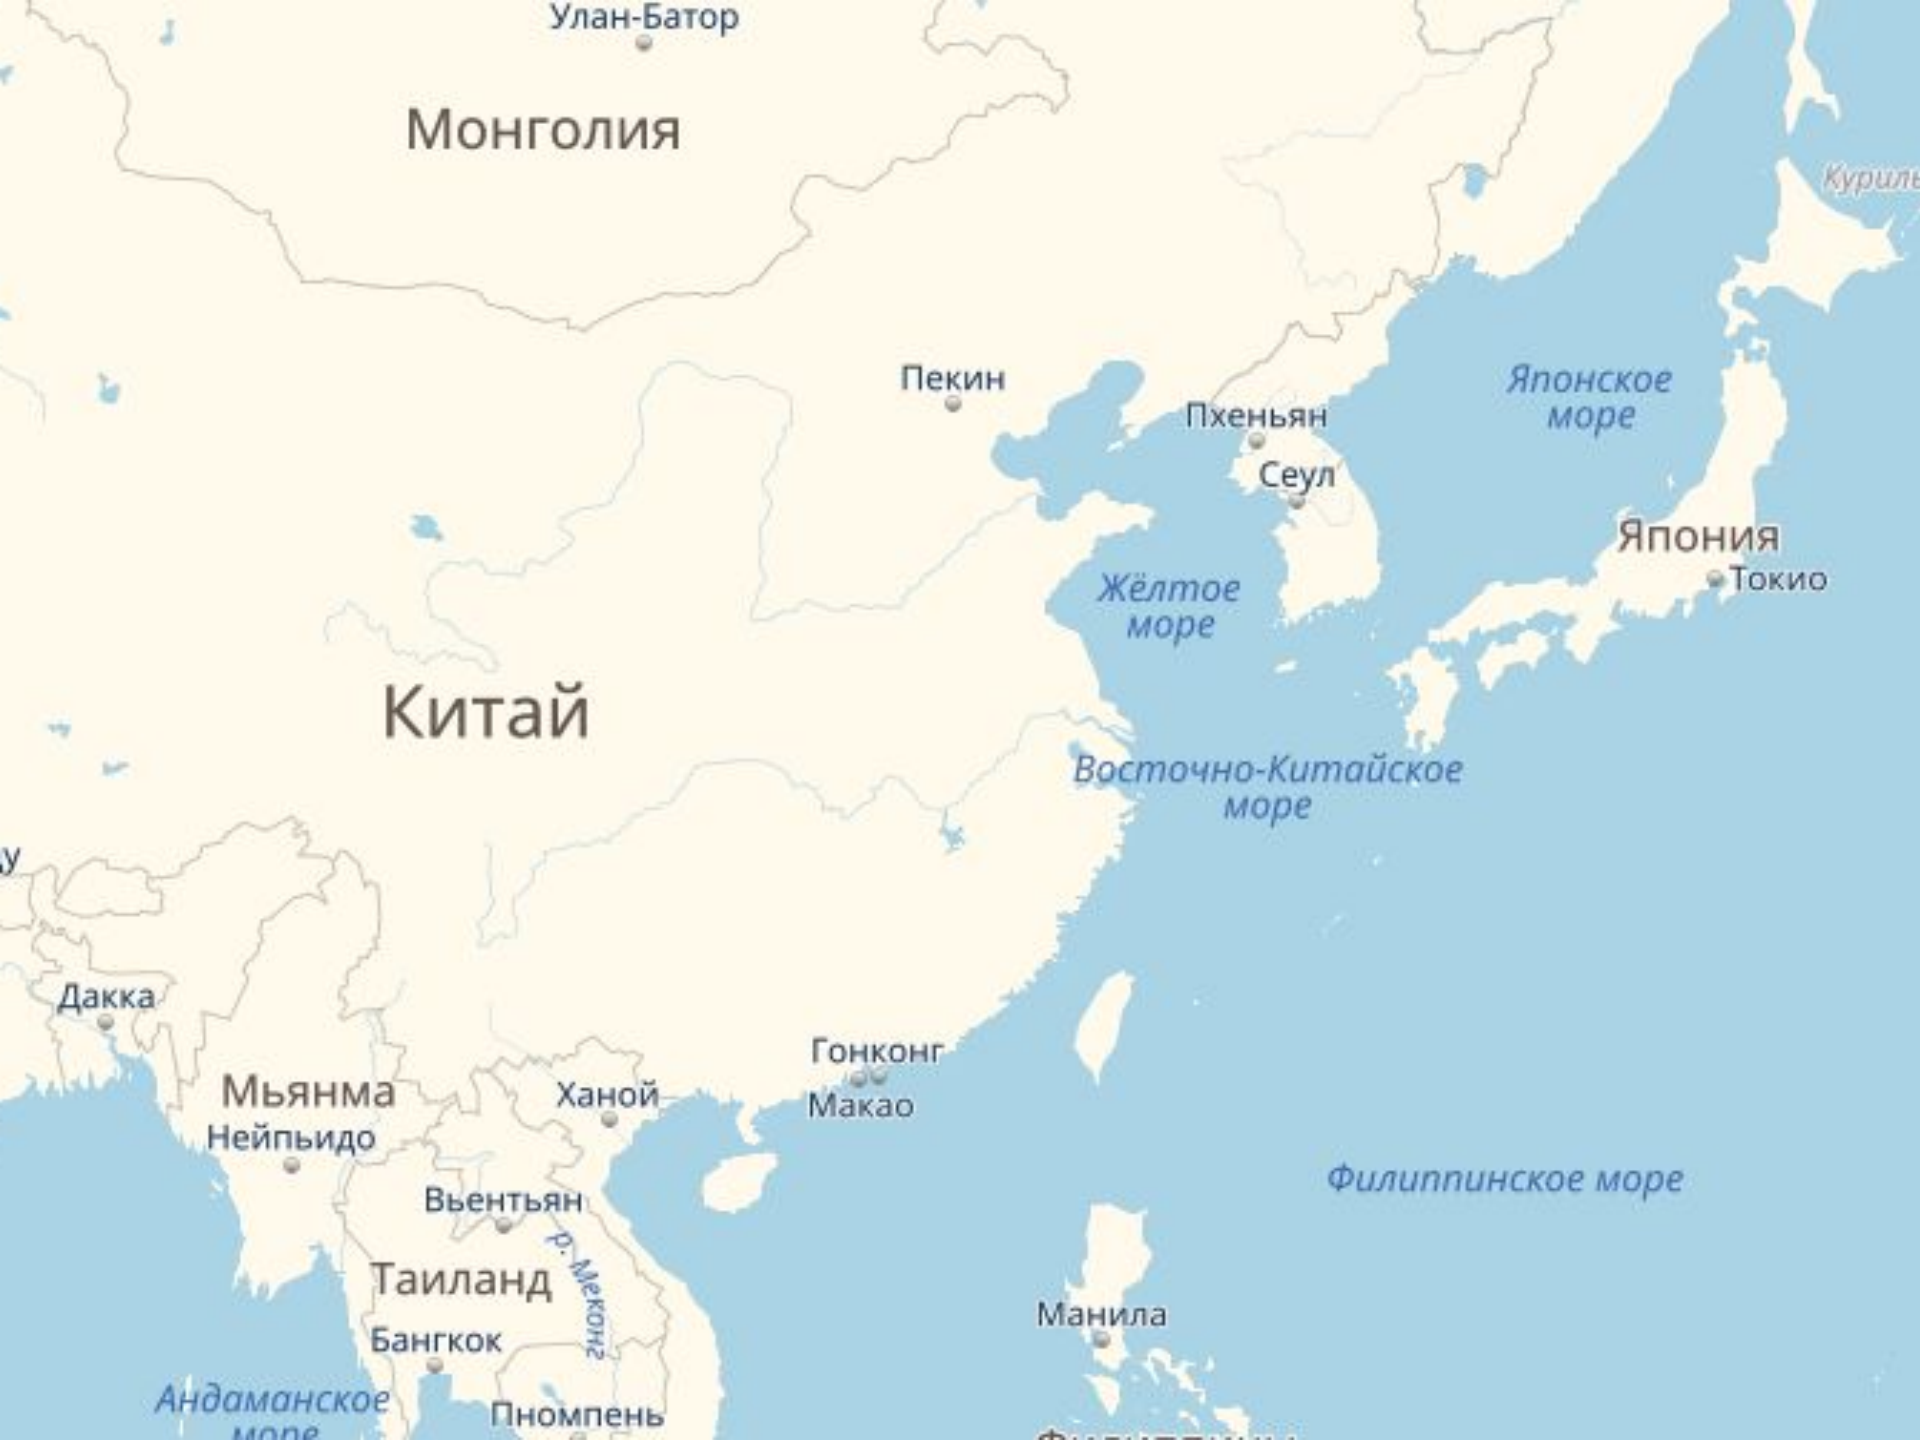 Улан-Батор
Монголия
Пекин
Пхеньян
Сеул
Японское
море
Япония
Токио
Жёлтое
море
Китай
Восточно-Китайское
море
Дакка
Гонконг
Макао
Мьянма
Нейпьидо
Ханой
Вьентьян
р. Меконг
Филиппинское море
Таиланд
Бангкок
Манила
Андаманское
море
Пномпень